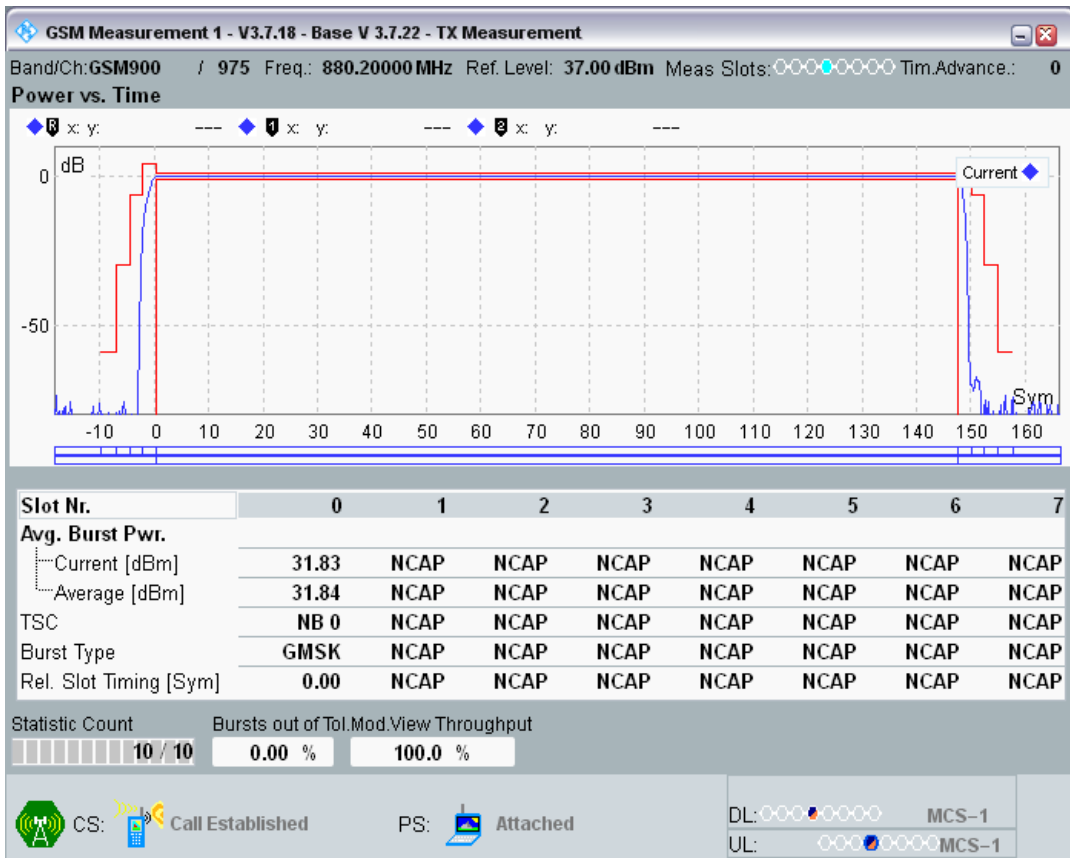 GSM Measurement 1 - V3.7.18 - Base V 3.7.22 - TX Measurement
Band/Ch:GSM900 / 975 Freq.: 880.20000 MHz Ref. Level: 37.00 dBm Meas Slots: Tim.Advance.: 0
Power vs. Time
R x: y: --- 1 x: y: --- 2 x: y: ---
dB
Current
0
-50
Sym
-10 0 10 20 30 40 50 60 70 80 90 100 110 120 130 140 150 160
Slot Nr. 0 1 2 3 4 5 6 7
Avg. Burst Pwr.
Current [dBm] 31.83 NCAP NCAP NCAP NCAP NCAP NCAP NCAP
Average [dBm] 31.84 NCAP NCAP NCAP NCAP NCAP NCAP NCAP
TSC NB 0 NCAP NCAP NCAP NCAP NCAP NCAP NCAP
Burst Type GMSK NCAP NCAP NCAP NCAP NCAP NCAP NCAP
Rel. Slot Timing [Sym] 0.00 NCAP NCAP NCAP NCAP NCAP NCAP NCAP
Statistic Count Bursts out of Tol.Mod.View Throughput
10 / 10 0.00 % 100.0 %
CS: Call Established PS: Attached
DL: MCS-1
UL: MCS-1